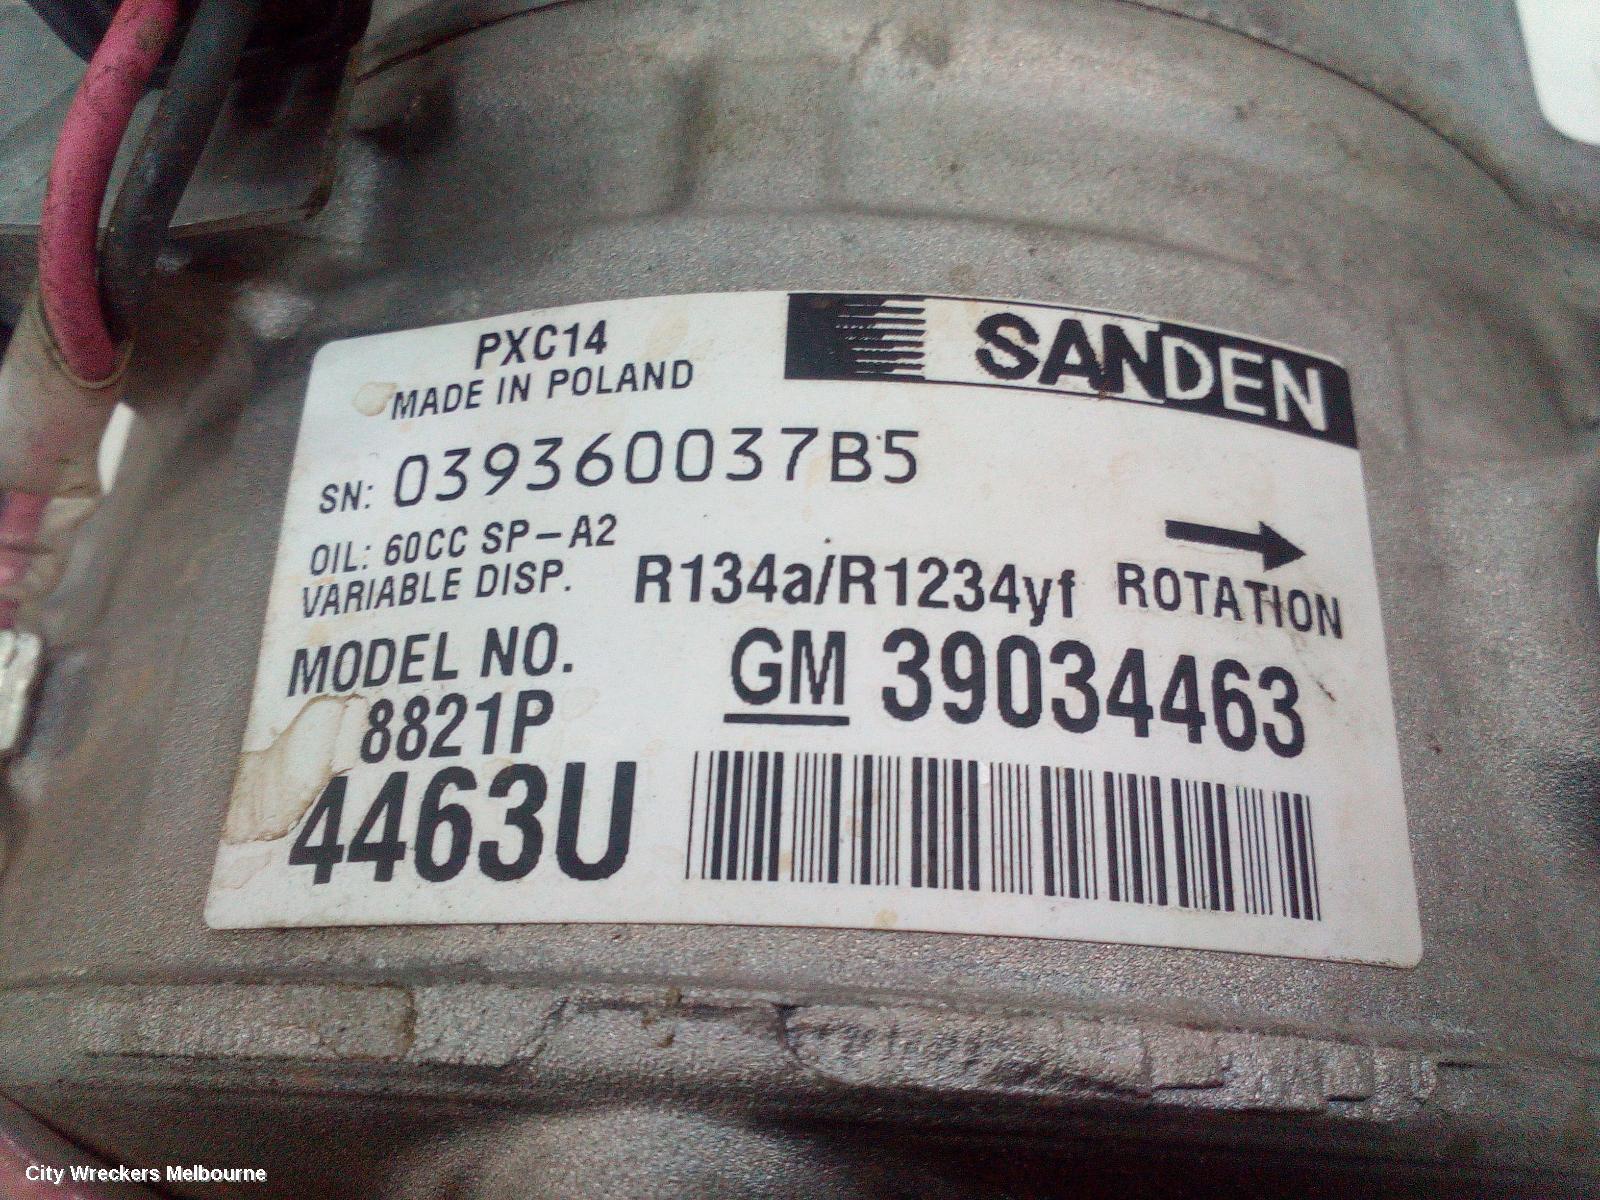 PXC14
MADE IN POLAND
SANDEN
SN: 039360037B5
OIL: 60CC SP-A2
VARIABLE DISP.
R134a/R1234yf
ROTATION
MODEL NO.
8821P
GM 39034463
4463U
City Wreckers Melbourne